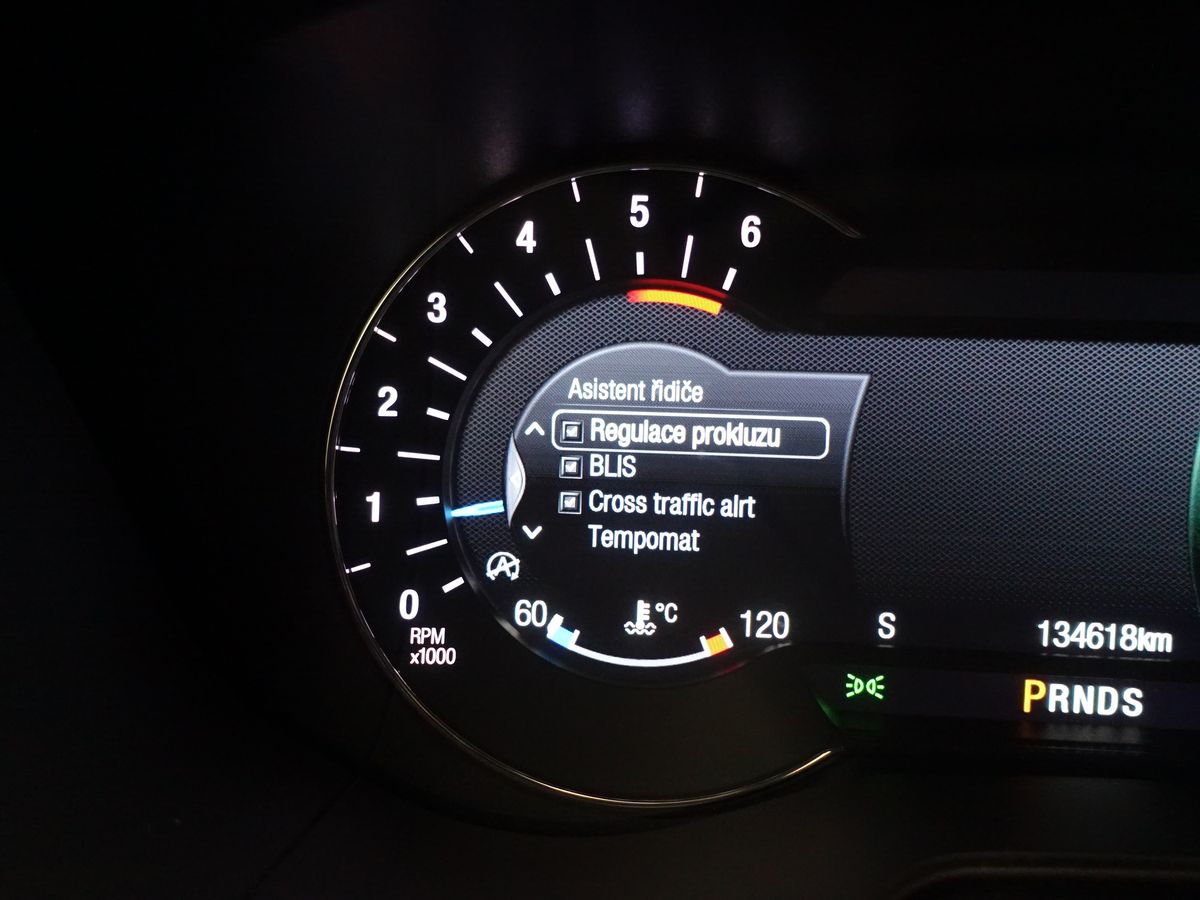 5
4
6
3
Asistent řidiče
2
Regulace prokluzu
BLIS
1
Cross traffic alrt
Tempomat
A
0
60
°C
120
S
134618km
RPM
x1000
PRNDS